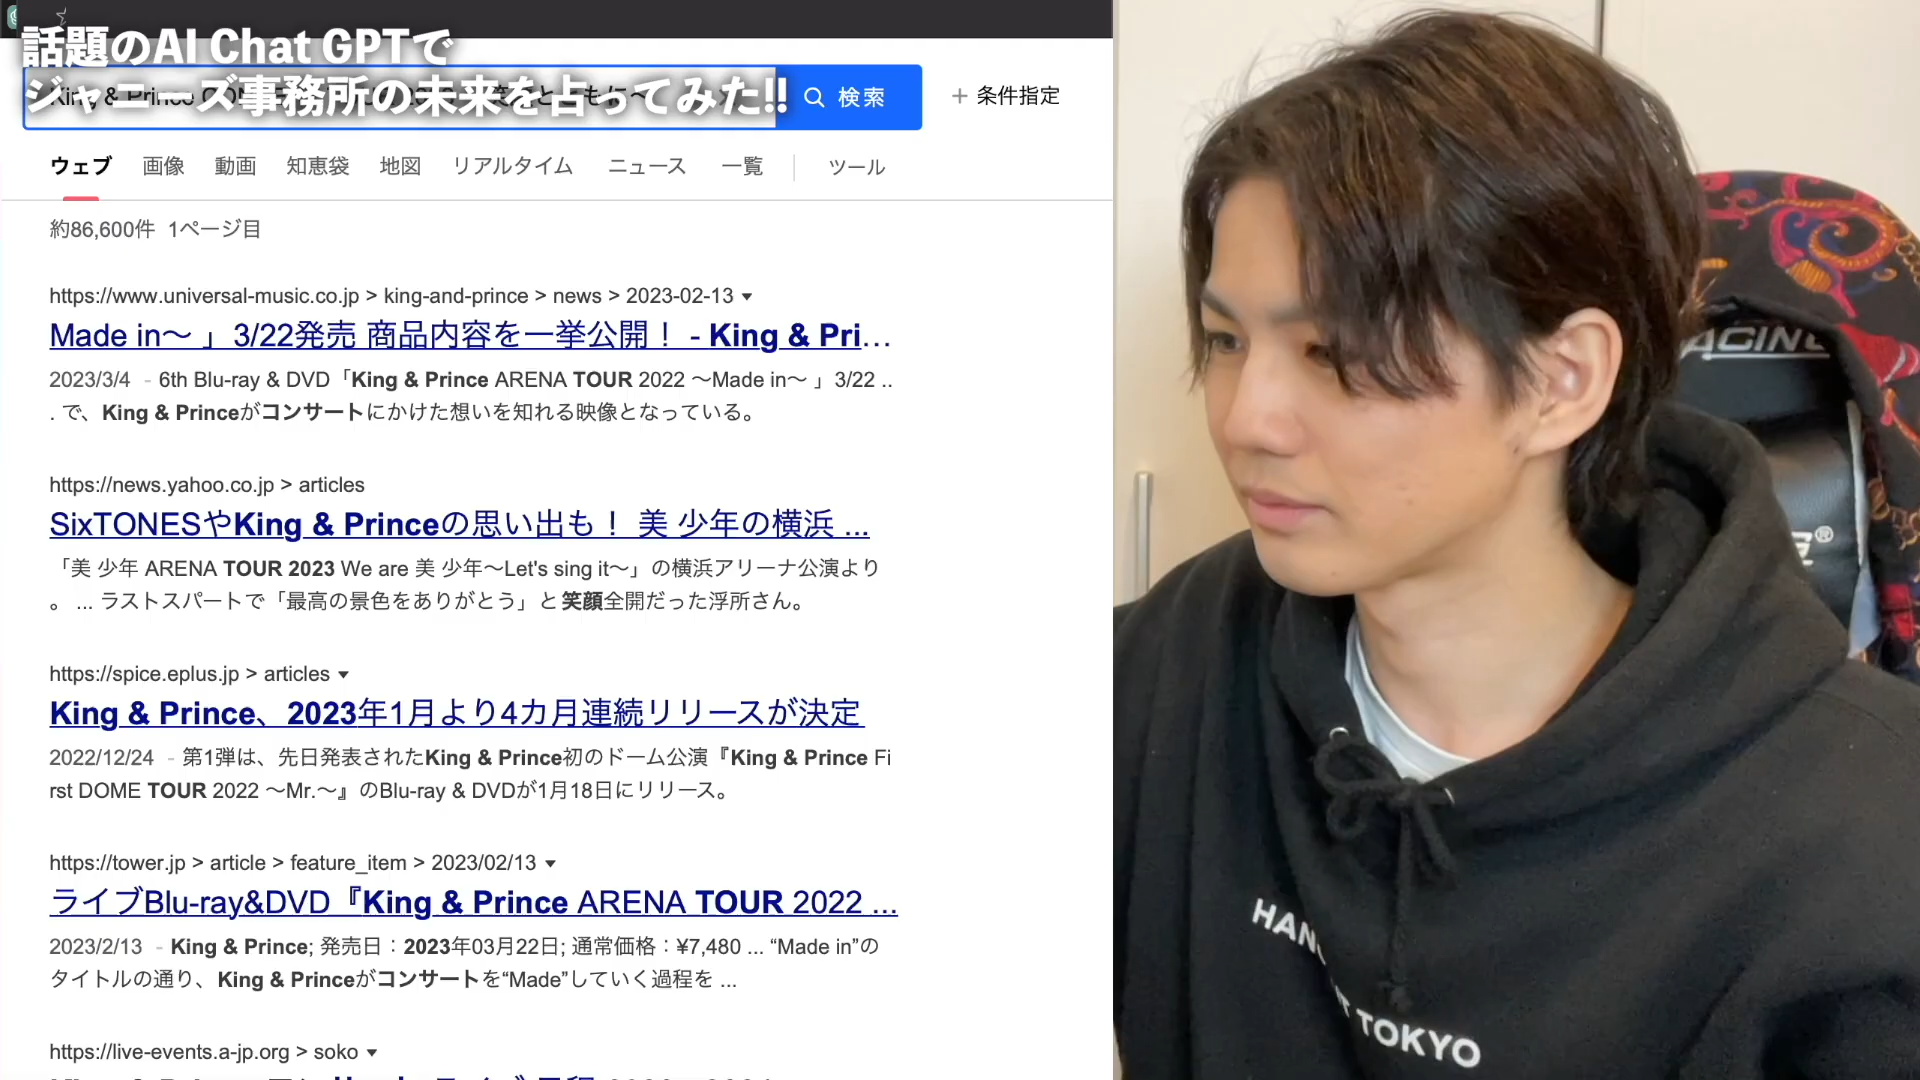 話題のAI Chat GPTで
ジャニーズ事務所の未来を占ってみた!!
検索
+ 条件指定
ウェブ 画像 動画 知恵袋 地図 リアルタイム ニュース 一覧 ツール
約86,600件 1ページ目
https://www.universal-music.co.jp > king-and-prince > news > 2023-02-13
Made in～ 」3/22発売 商品内容を一挙公開！ - King & Pri...
2023/3/4 - 6th Blu-ray & DVD「King & Prince ARENA TOUR 2022 ～Made in～ 」3/22 ..
. で、King & Princeがコンサートにかけた想いを知れる映像となっている。
https://news.yahoo.co.jp > articles
SixTONESやKing & Princeの思い出も！ 美 少年の横浜 ...
「美 少年 ARENA TOUR 2023 We are 美 少年～Let's sing it～」の横浜アリーナ公演より
。 ... ラストスパートで「最高の景色をありがとう」と笑顔全開だった浮所さん。
https://spice.eplus.jp > articles
King & Prince、2023年1月より4カ月連続リリースが決定
2022/12/24 - 第1弾は、先日発表されたKing & Prince初のドーム公演『King & Prince Fi
rst DOME TOUR 2022 ～Mr.～』のBlu-ray & DVDが1月18日にリリース。
https://tower.jp > article > feature_item > 2023/02/13
ライブBlu-ray&DVD『King & Prince ARENA TOUR 2022 ...
2023/2/13 - King & Prince; 発売日：2023年03月22日; 通常価格：¥7,480 ... “Made in”の
タイトルの通り、King & Princeがコンサートを“Made”していく過程を ...
https://live-events.a-jp.org > soko
ACING
HAN
TOKYO